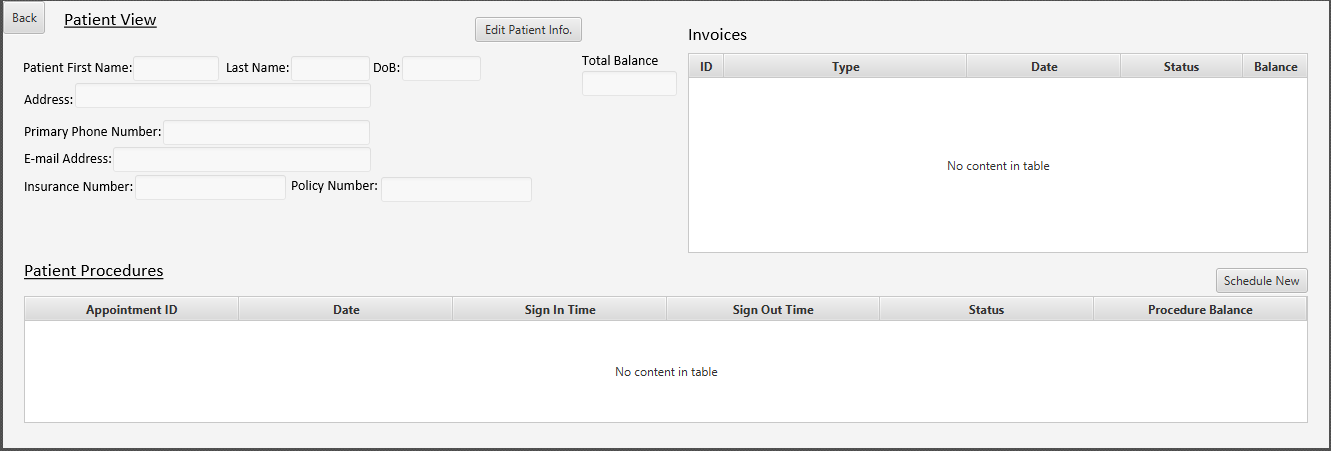 Back
Patient View
Edit Patient Info.
Patient First Name: Last Name: DoB:
Total Balance
Address:
Primary Phone Number:
E-mail Address:
Insurance Number: Policy Number:
Invoices
ID Type Date Status Balance
No content in table
Patient Procedures
Schedule New
Appointment ID Date Sign In Time Sign Out Time Status Procedure Balance
No content in table